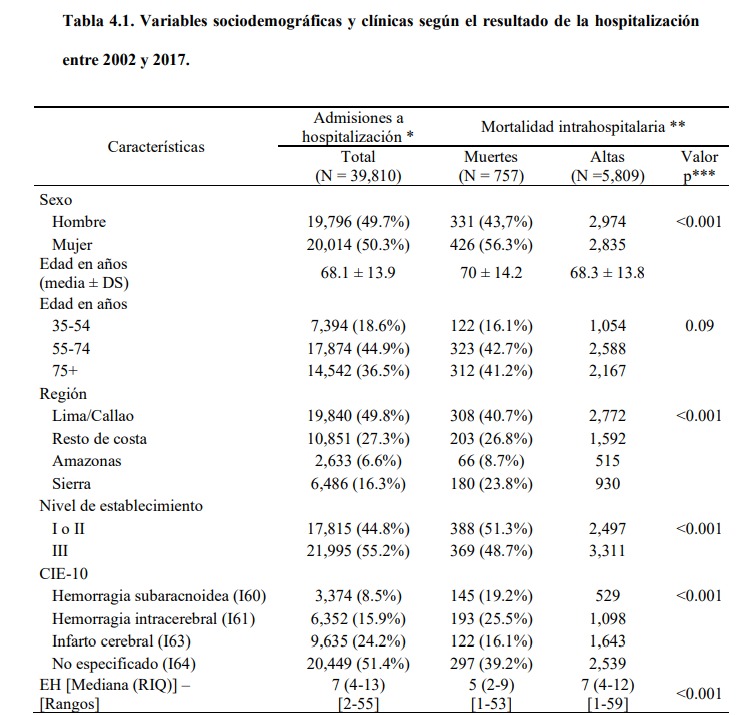 Tabla 4.1. Variables sociodemográficas y clínicas según el resultado de la hospitalización
entre 2002 y 2017.
Características Admisiones a hospitalización * Mortalidad intrahospitalaria **
Total (N = 39,810) Muertes (N = 757) Altas (N =5,809) Valor p***
Sexo
Hombre 19,796 (49.7%) 331 (43,7%) 2,974 <0.001
Mujer 20,014 (50.3%) 426 (56.3%) 2,835
Edad en años (media ± DS) 68.1 ± 13.9 70 ± 14.2 68.3 ± 13.8
Edad en años
35-54 7,394 (18.6%) 122 (16.1%) 1,054 0.09
55-74 17,874 (44.9%) 323 (42.7%) 2,588
75+ 14,542 (36.5%) 312 (41.2%) 2,167
Región
Lima/Callao 19,840 (49.8%) 308 (40.7%) 2,772 <0.001
Resto de costa 10,851 (27.3%) 203 (26.8%) 1,592
Amazonas 2,633 (6.6%) 66 (8.7%) 515
Sierra 6,486 (16.3%) 180 (23.8%) 930
Nivel de establecimiento
I o II 17,815 (44.8%) 388 (51.3%) 2,497 <0.001
III 21,995 (55.2%) 369 (48.7%) 3,311
CIE-10
Hemorragia subaracnoidea (I60) 3,374 (8.5%) 145 (19.2%) 529 <0.001
Hemorragia intracerebral (I61) 6,352 (15.9%) 193 (25.5%) 1,098
Infarto cerebral (I63) 9,635 (24.2%) 122 (16.1%) 1,643
No especificado (I64) 20,449 (51.4%) 297 (39.2%) 2,539
EH [Mediana (RIQ)] – 7 (4-13) 5 (2-9) 7 (4-12) <0.001
[Rangos] [2-55] [1-53] [1-59]